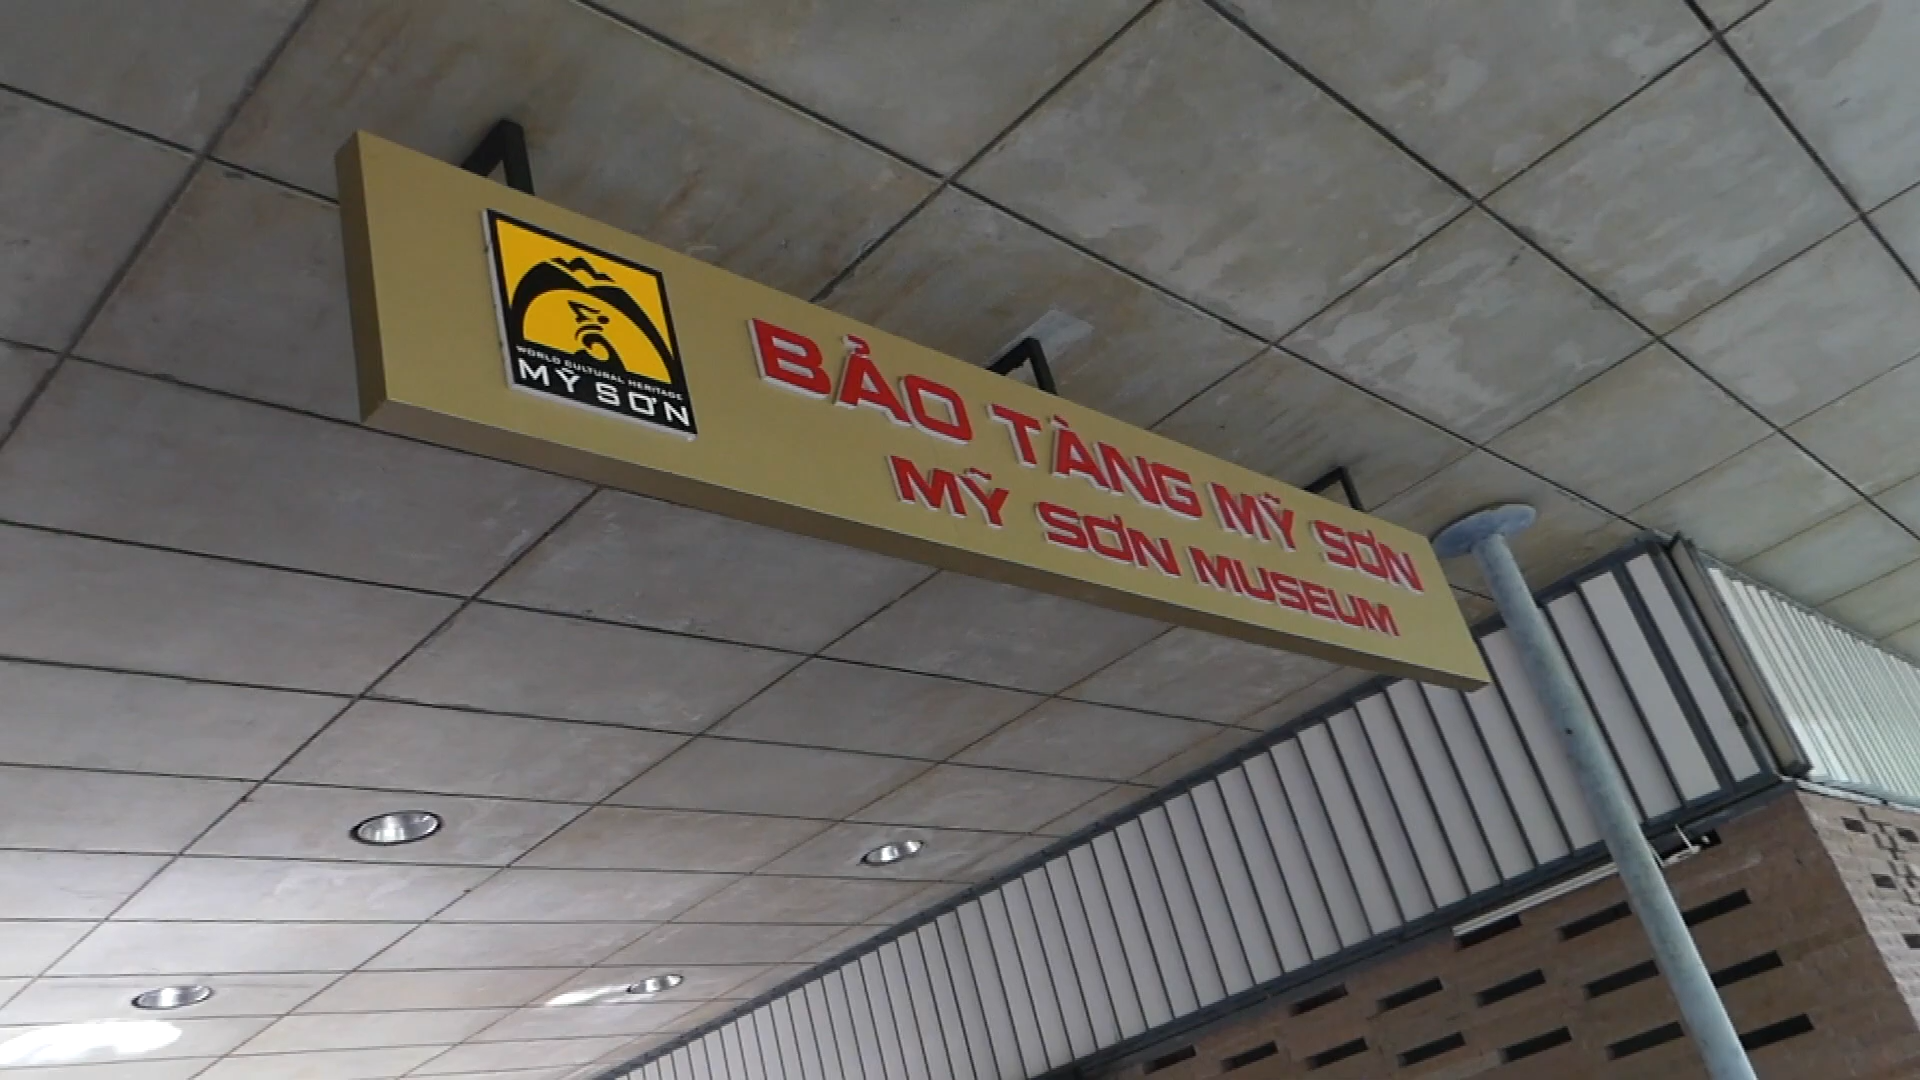 WORLD CULTURAL HERITAGE
MỸ SƠN
BẢO TÀNG MỸ SƠN
MỸ SƠN MUSEUM